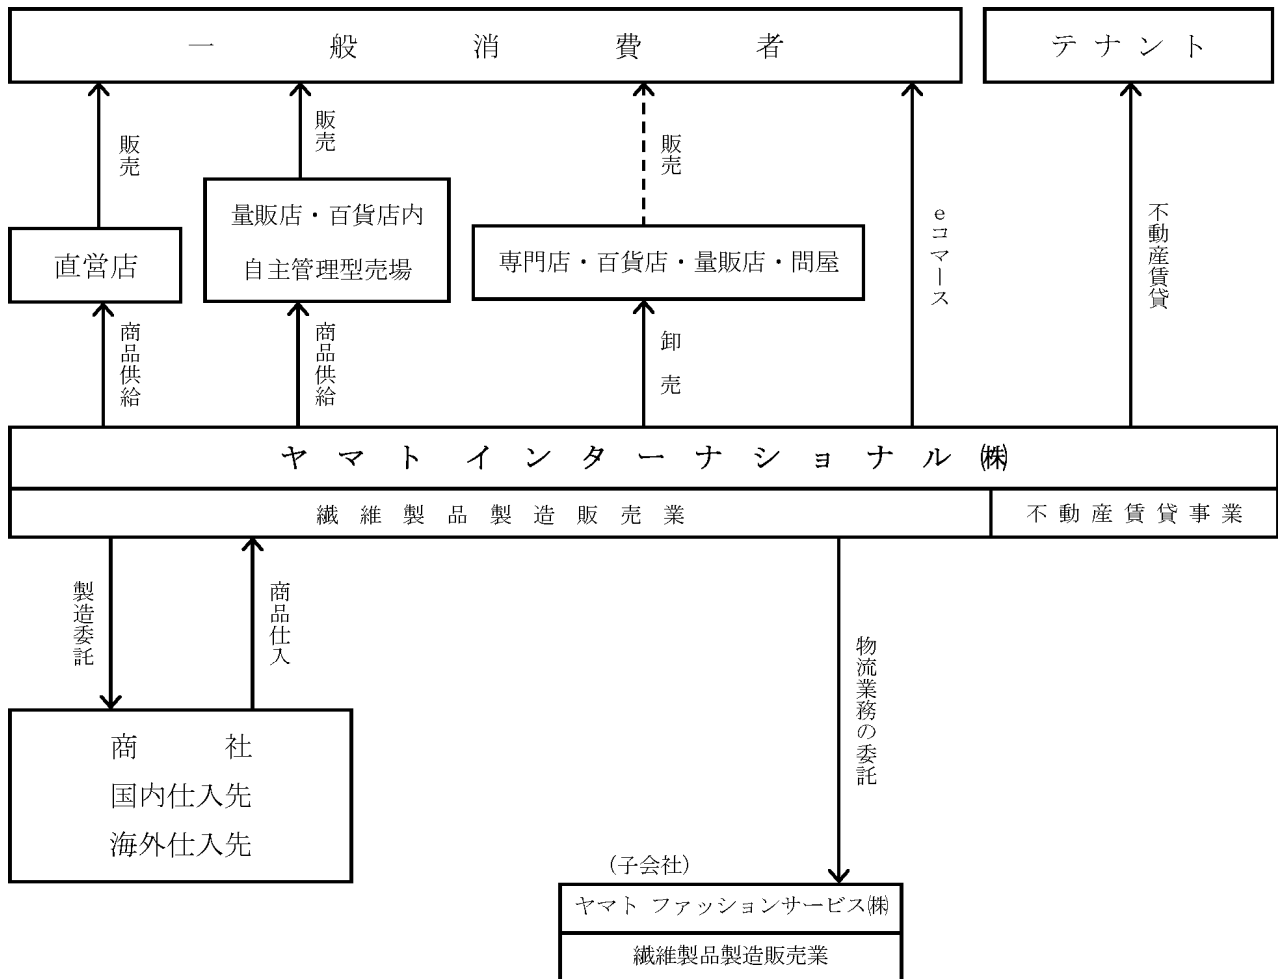 一般消費者
テナント
販売
販売
販売
eコマース
不動産賃貸
直営店
量販店・百貨店内
自主管理型売場
専門店・百貨店・量販店・問屋
商品供給
商品供給
卸売
ヤマトインターナショナル㈱
繊維製品製造販売業
不動産賃貸事業
製造委託
商品仕入
物流業務の委託
商社
国内仕入先
海外仕入先
(子会社)
ヤマト ファッションサービス㈱
繊維製品製造販売業